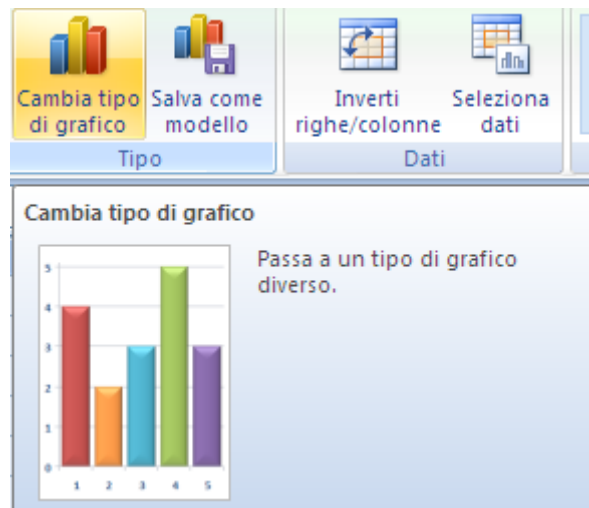 Cambia tipo di grafico
Salva come modello
Inverti righe/colonne
Seleziona dati
Tipo
Dati
Cambia tipo di grafico
Passa a un tipo di grafico
diverso.
5
4
3
2
1
0
1 2 3 4 5